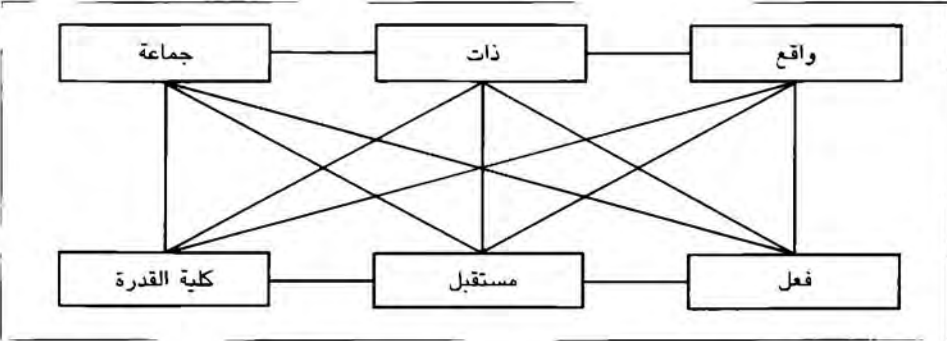 واقع
ذات
جماعة
فعل
مستقبل
كلية القدرة